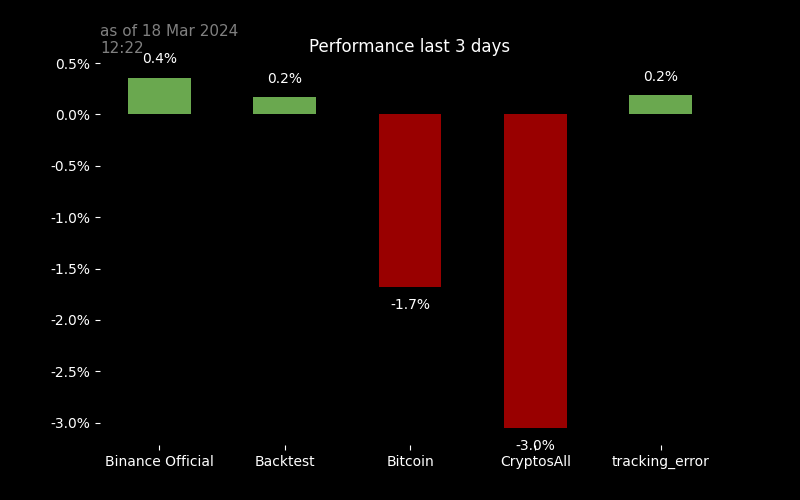 as of 18 Mar 2024
12:22
Performance last 3 days
0.5%
0.0%
-0.5%
-1.0%
-1.5%
-2.0%
-2.5%
-3.0%
0.4%
0.2%
-1.7%
-3.0%
0.2%
Binance Official
Backtest
Bitcoin
CryptosAll
tracking_error